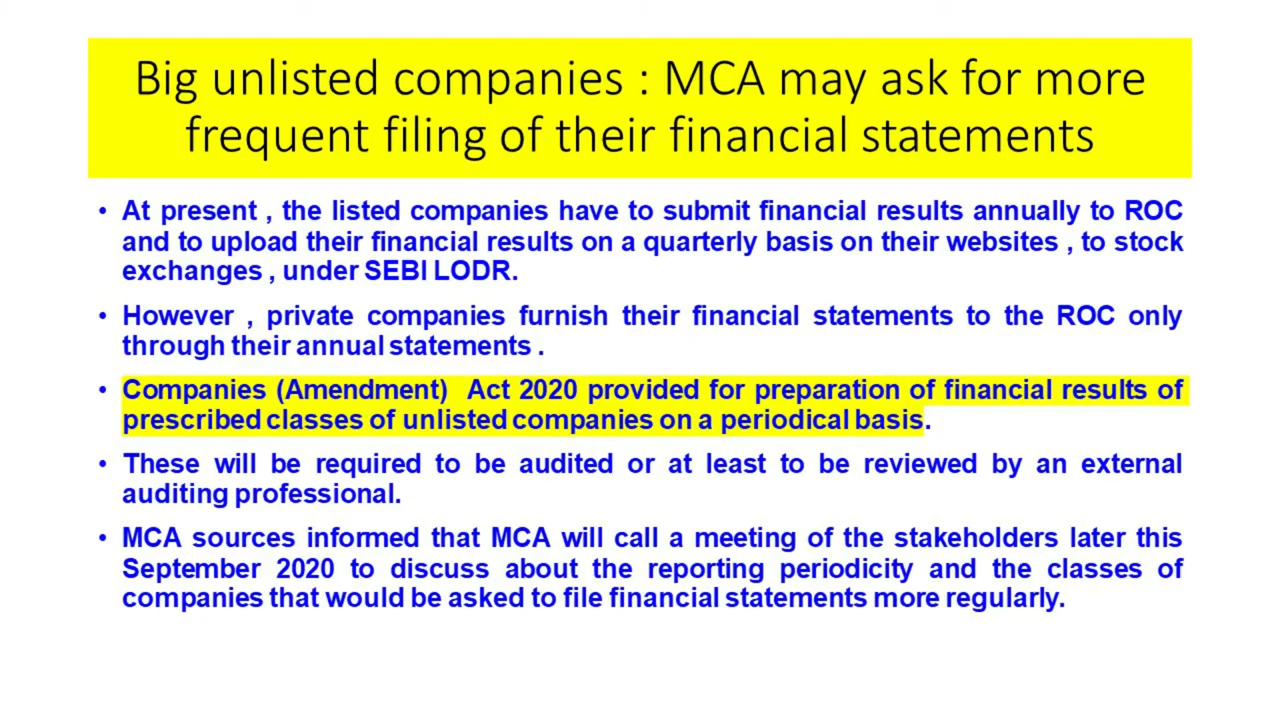 Big unlisted companies : MCA may ask for more
frequent filing of their financial statements
• At present , the listed companies have to submit financial results annually to ROC
and to upload their financial results on a quarterly basis on their websites , to stock
exchanges , under SEBI LODR.
• However , private companies furnish their financial statements to the ROC only
through their annual statements .
• Companies (Amendment) Act 2020 provided for preparation of financial results of
prescribed classes of unlisted companies on a periodical basis.
• These will be required to be audited or at least to be reviewed by an external
auditing professional.
• MCA sources informed that MCA will call a meeting of the stakeholders later this
September 2020 to discuss about the reporting periodicity and the classes of
companies that would be asked to file financial statements more regularly.